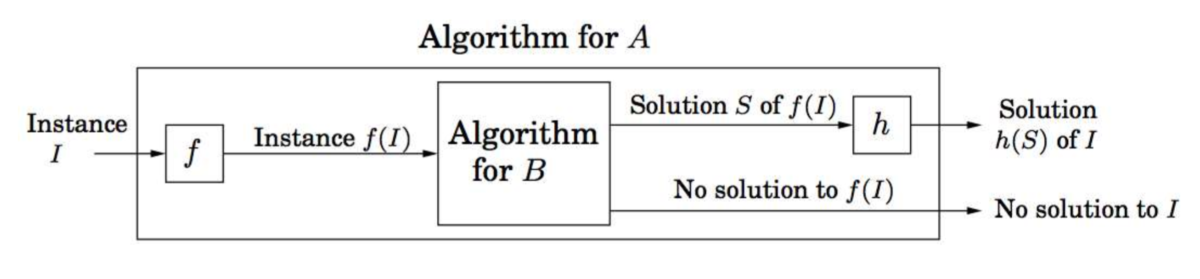 Algorithm for A
Instance
I
f
Instance f(I)
Algorithm
for B
Solution S of f(I)
h
Solution
h(S) of I
No solution to f(I)
No solution to I